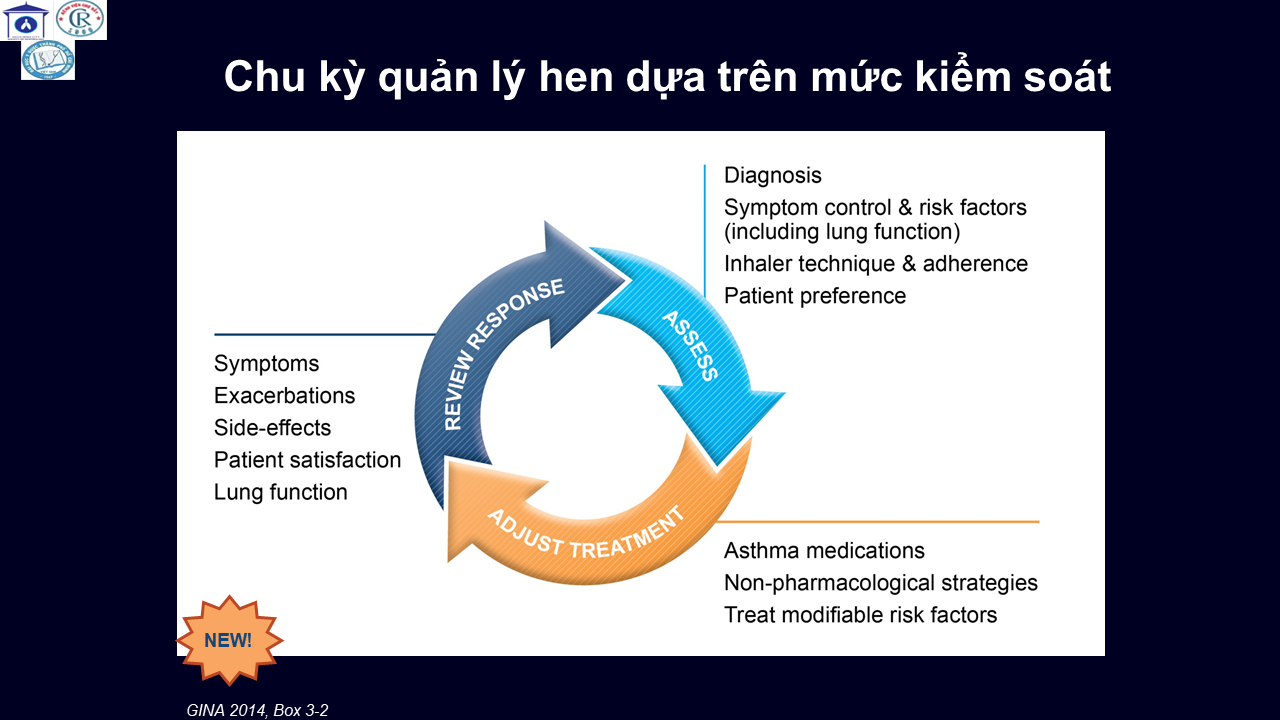 Chu kỳ quản lý hen dựa trên mức kiểm soát
Diagnosis
Symptom control & risk factors
(including lung function)
Inhaler technique & adherence
Patient preference
REVIEW RESPONSE
ASSESS
ADJUST TREATMENT
Symptoms
Exacerbations
Side-effects
Patient satisfaction
Lung function
Asthma medications
Non-pharmacological strategies
Treat modifiable risk factors
NEW!
GINA 2014, Box 3-2